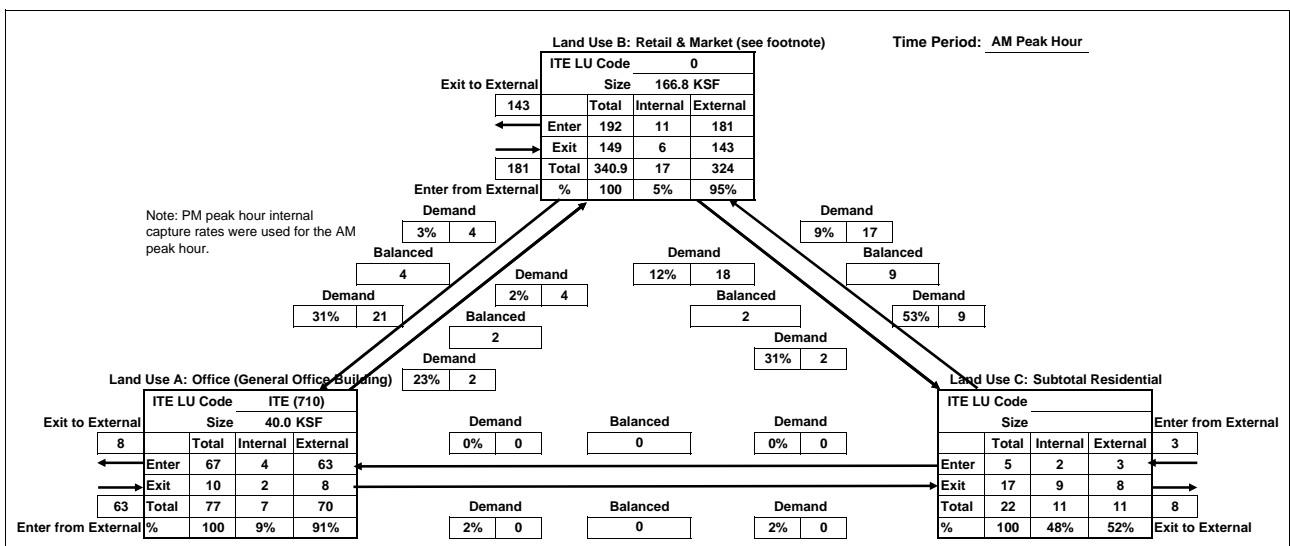 Land Use B: Retail & Market (see footnote)
Time Period: AM Peak Hour
ITE LU Code 0
Exit to External Size 166.8 KSF
143 Total Internal External
Enter 192 11 181
Exit 149 6 143
181 Total 340.9 17 324
Enter from External % 100 5% 95%
Note: PM peak hour internal
capture rates were used for the AM
peak hour.
Demand
3% 4
Balanced
4
Demand
31% 21
Demand
2% 4
Balanced
2
Demand
23% 2
Demand
12% 18
Balanced
2
Demand
31% 2
Demand
9% 17
Balanced
9
Demand
53% 9
Land Use A: Office (General Office Building)
ITE LU Code ITE (710)
Exit to External Size 40.0 KSF
8 Total Internal External
Enter 67 4 63
Exit 10 2 8
63 Total 77 7 70
Enter from External % 100 9% 91%
Demand Balanced Demand
0% 0 0 0% 0
Demand Balanced Demand
2% 0 0 2% 0
Land Use C: Subtotal Residential
ITE LU Code
Size Enter from External
Total Internal External 3
Enter 5 2 3
Exit 17 9 8
Total 22 11 11 8
% 100 48% 52% Exit to External